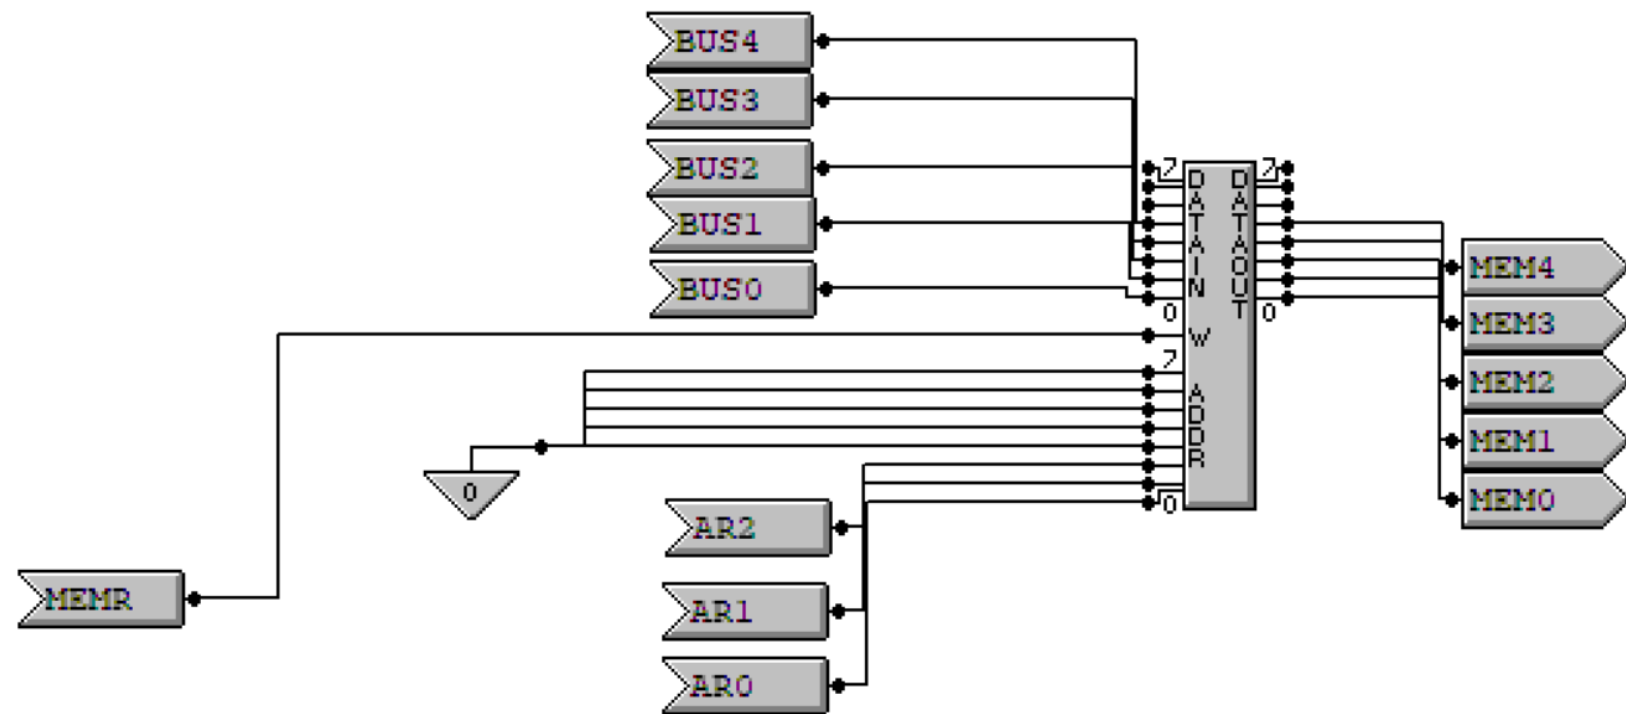 BUS4
BUS3
BUS2
BUS1
BUS0
7 7
DATAIN DATAOUT
0 0
W
7
ADDR
0
0
AR2
AR1
AR0
MEMR
MEM4
MEM3
MEM2
MEM1
MEM0